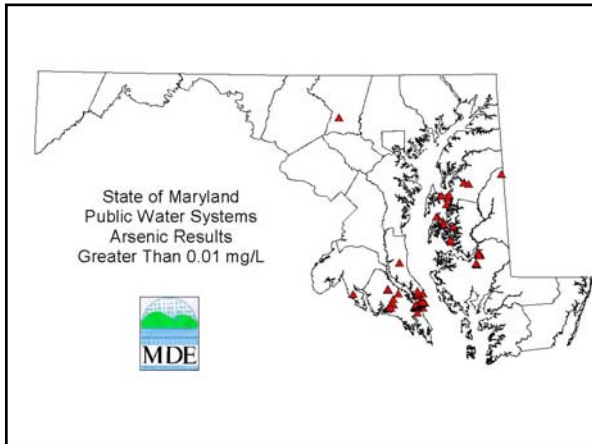 State of Maryland
Public Water Systems
Arsenic Results
Greater Than 0.01 mg/L
MDE